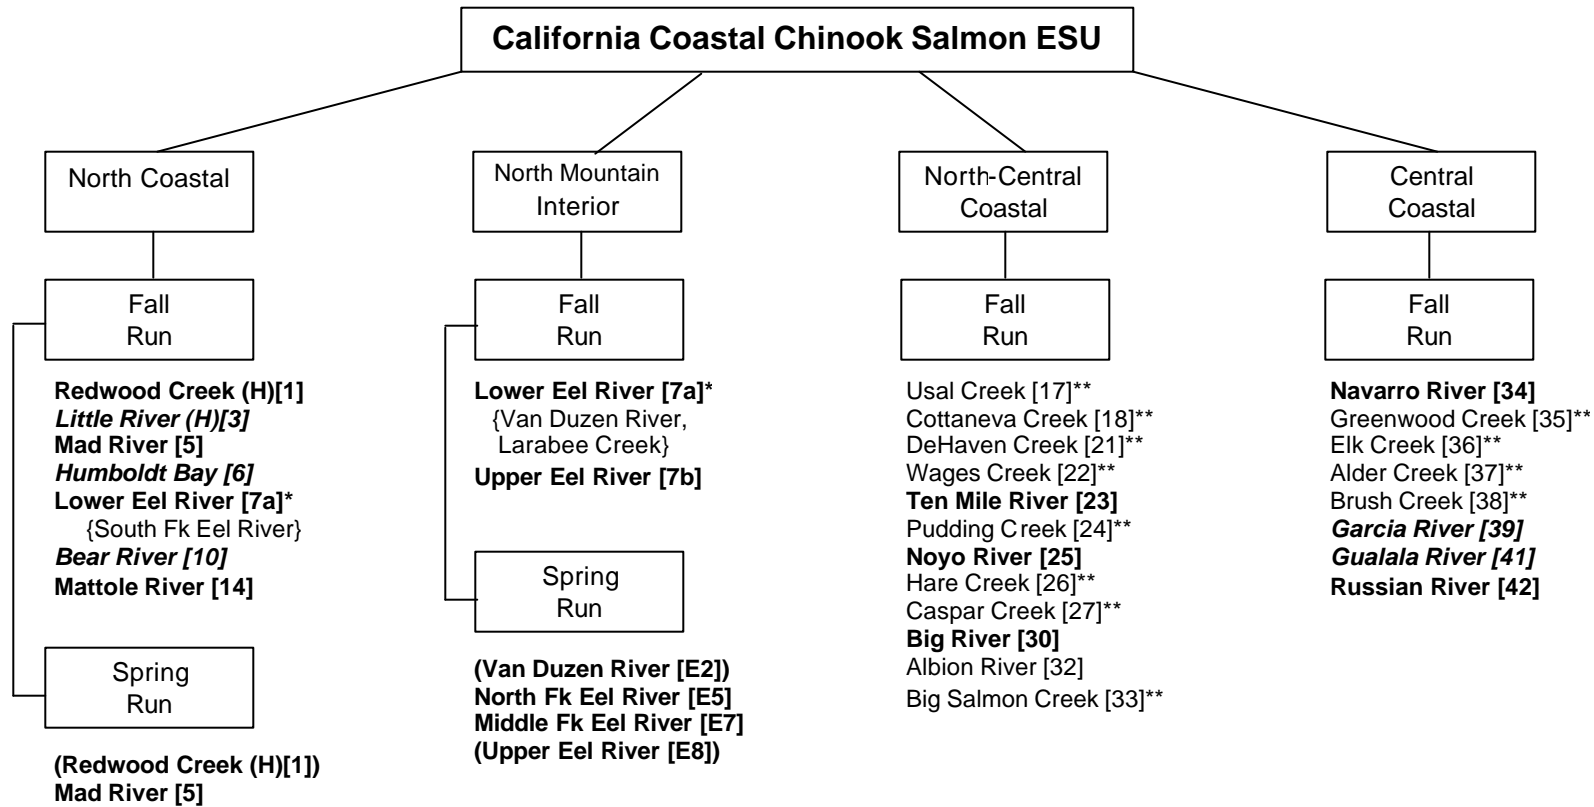 California Coastal Chinook Salmon ESU
North Coastal
Fall
Run
Redwood Creek (H)[1]
Little River (H)[3]
Mad River [5]
Humboldt Bay [6]
Lower Eel River [7a]*
{South Fk Eel River}
Bear River [10]
Mattole River [14]
Spring
Run
(Redwood Creek (H)[1])
Mad River [5]
North Mountain
Interior
Fall
Run
Lower Eel River [7a]*
{Van Duzen River,
Larabee Creek}
Upper Eel River [7b]
Spring
Run
(Van Duzen River [E2])
North Fk Eel River [E5]
Middle Fk Eel River [E7]
(Upper Eel River [E8])
North-Central
Coastal
Fall
Run
Usal Creek [17]**
Cottaneva Creek [18]**
DeHaven Creek [21]**
Wages Creek [22]**
Ten Mile River [23]
Pudding Creek [24]**
Noyo River [25]
Hare Creek [26]**
Caspar Creek [27]**
Big River [30]
Albion River [32]
Big Salmon Creek [33]**
Central
Coastal
Fall
Run
Navarro River [34]
Greenwood Creek [35]**
Elk Creek [36]**
Alder Creek [37]**
Brush Creek [38]**
Garcia River [39]
Gualala River [41]
Russian River [42]